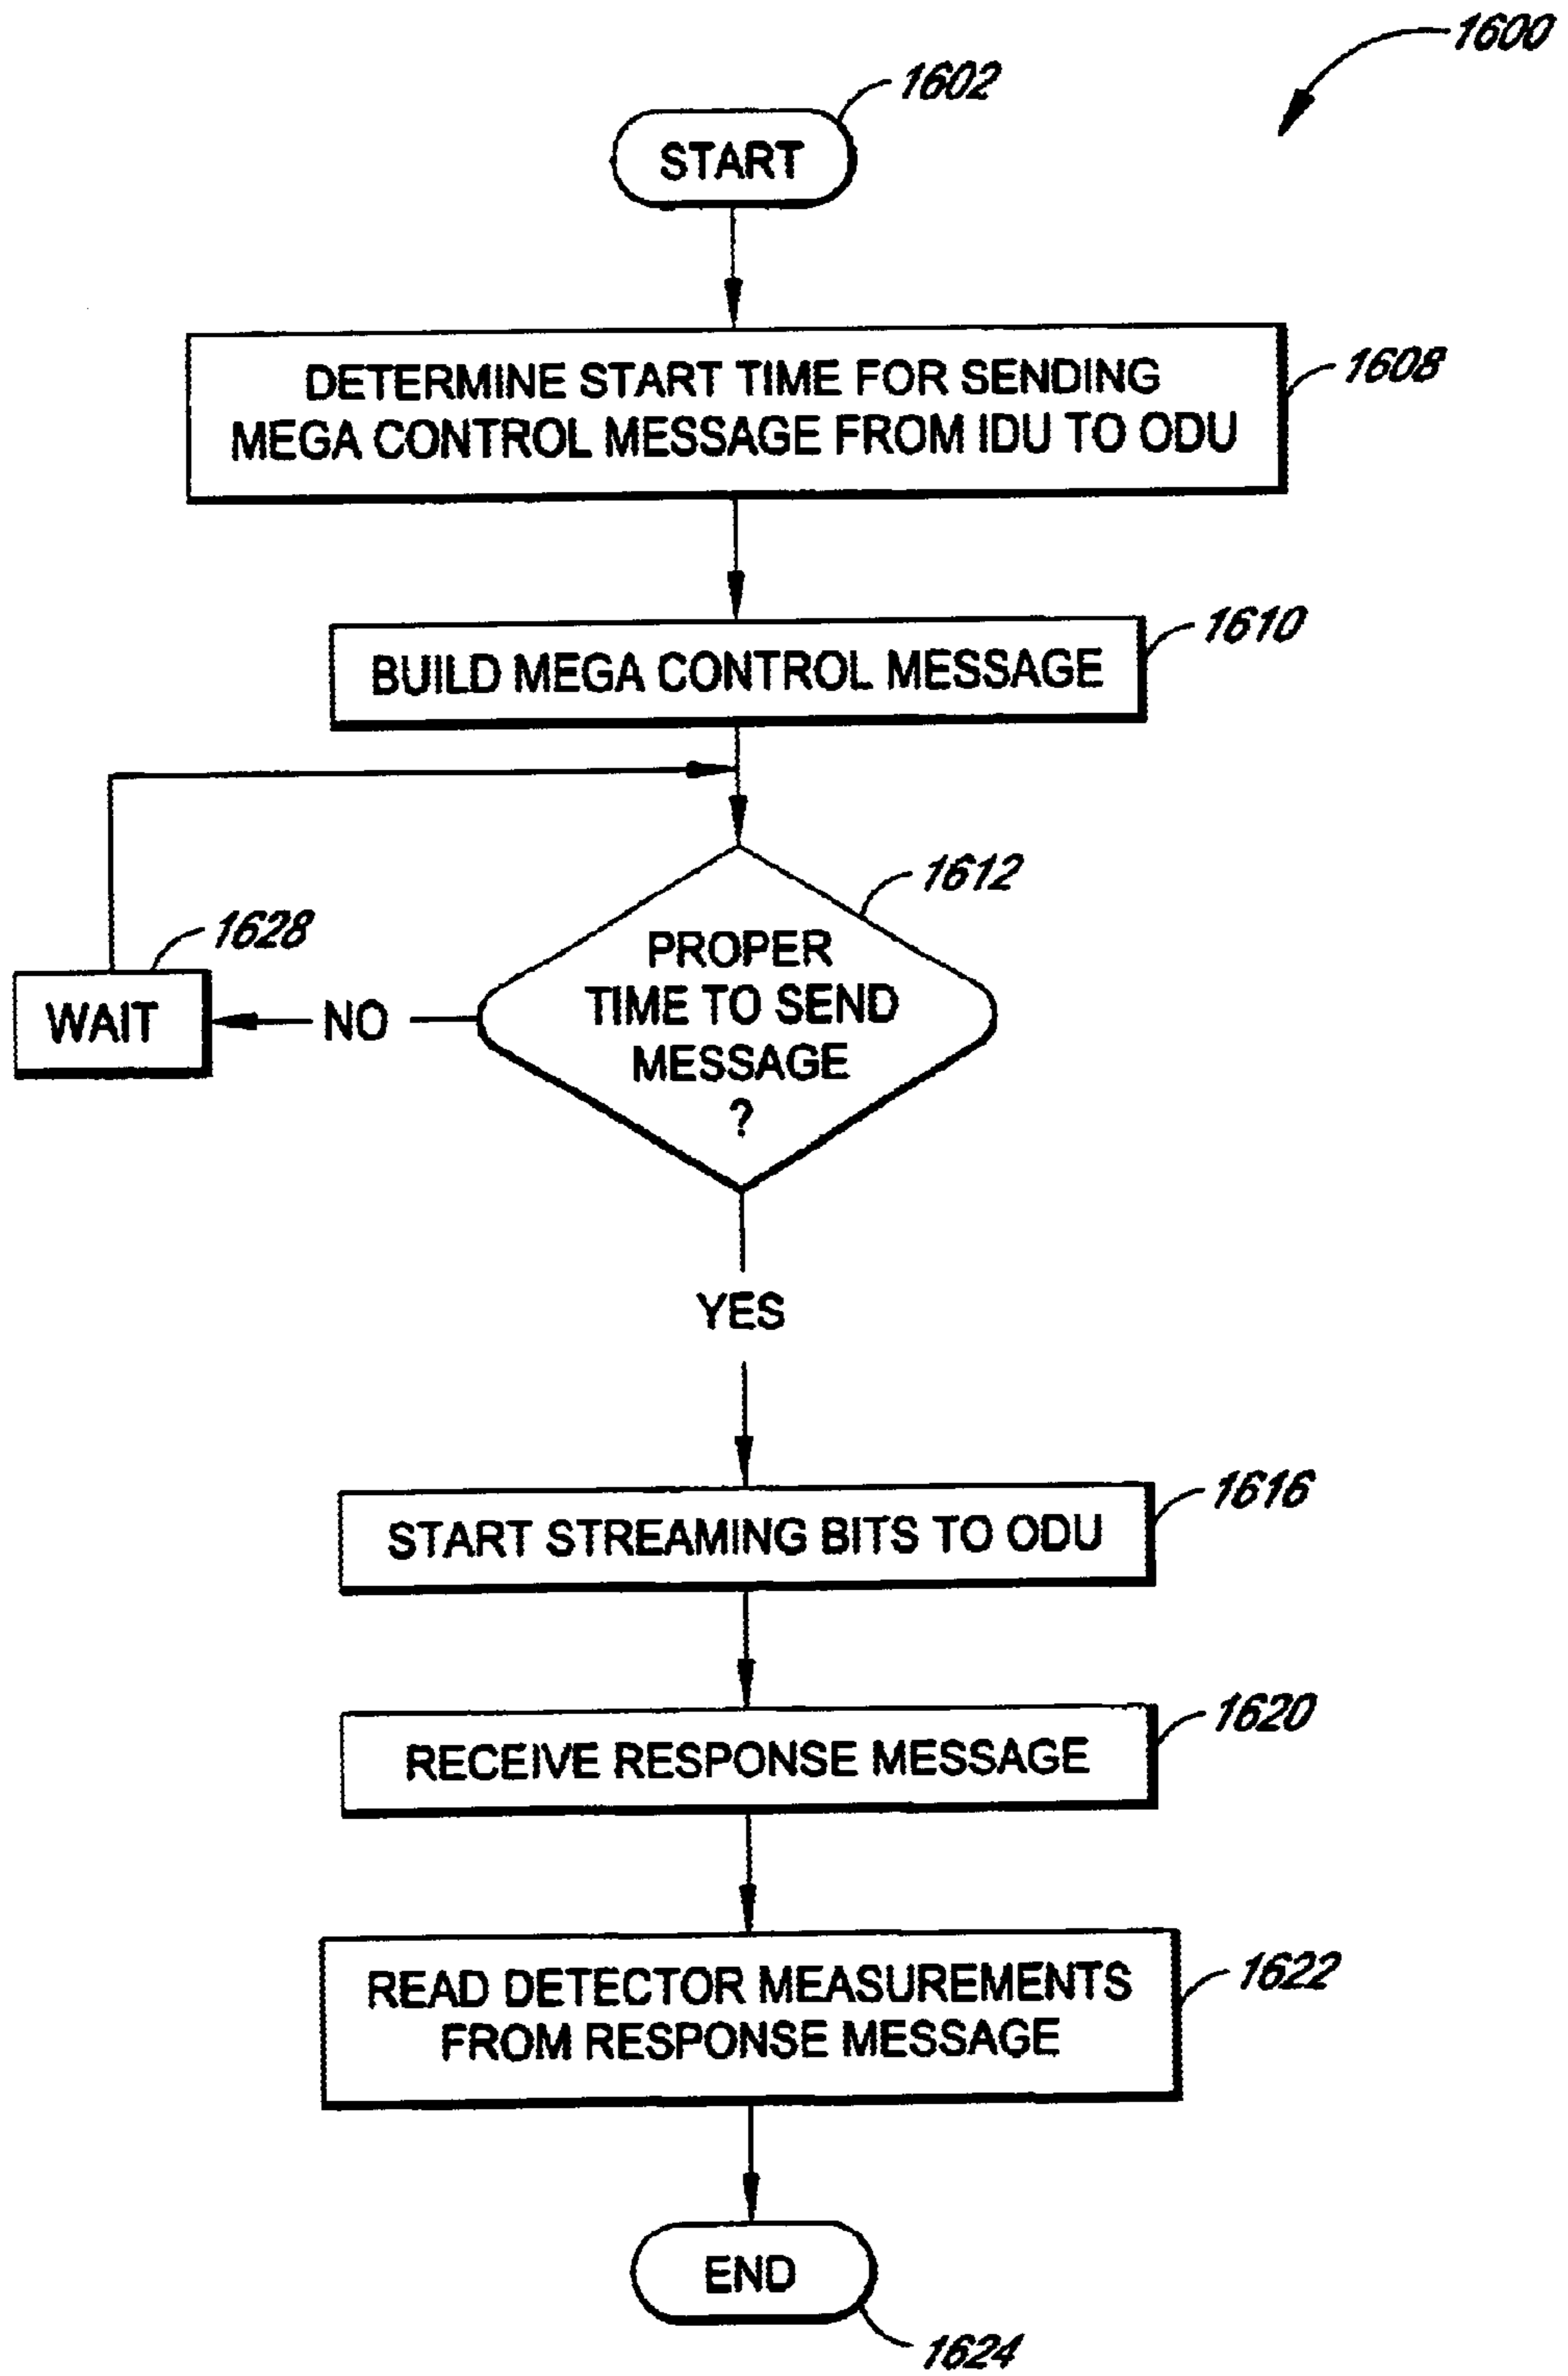 1600
1602
START
1608
DETERMINE START TIME FOR SENDING
MEGA CONTROL MESSAGE FROM IDU TO ODU
1610
BUILD MEGA CONTROL MESSAGE
1612
PROPER
TIME TO SEND
MESSAGE
?
1628
WAIT
NO
YES
1616
START STREAMING BITS TO ODU
1620
RECEIVE RESPONSE MESSAGE
1622
READ DETECTOR MEASUREMENTS
FROM RESPONSE MESSAGE
END
1624